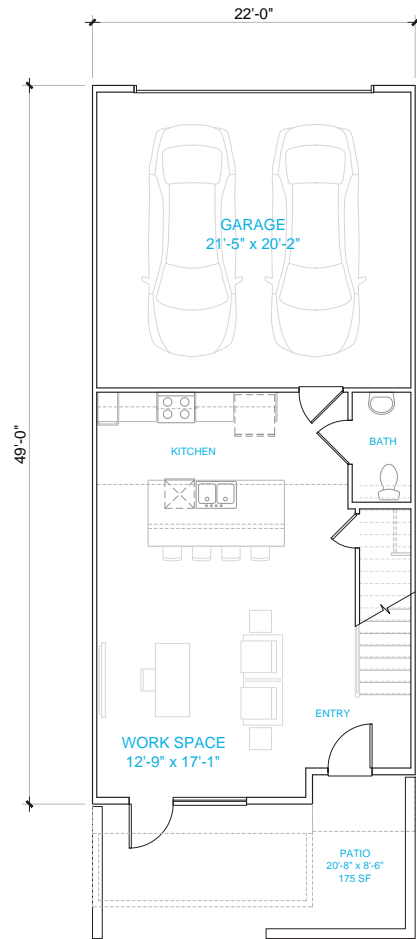 22'-0"
GARAGE
21'-5" x 20'-2"
49'-0"
KITCHEN
BATH
ENTRY
WORK SPACE
12'-9" x 17'-1"
PATIO
20'-8" x 8'-6"
175 SF